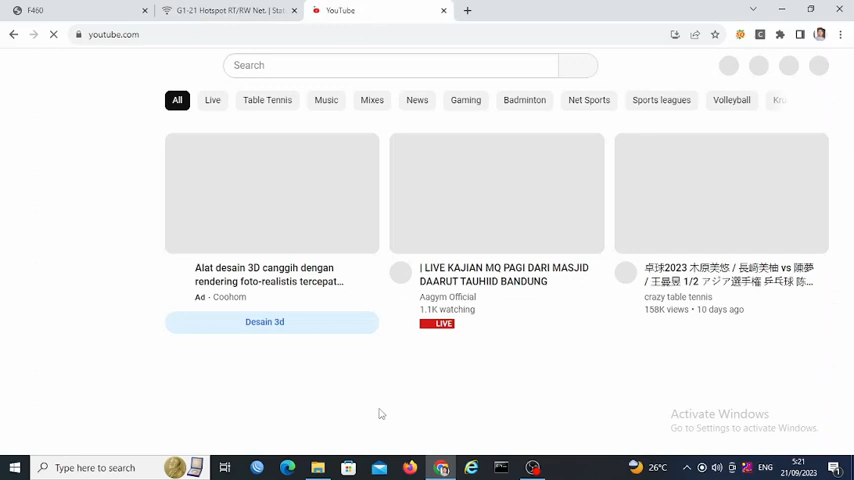 F460
G1-21 Hotspot RT/RW Net. | Stat
YouTube
youtube.com
Search
All
Live
Table Tennis
Music
Mixes
News
Gaming
Badminton
Net Sports
Sports leagues
Volleyball
Kru
Alat desain 3D canggih dengan
rendering foto-realistis tercepat...
Ad • Coohom
Desain 3d
| LIVE KAJIAN MQ PAGI DARI MASJID
DAARUT TAUHIID BANDUNG
Aagym Official
1.1K watching
LIVE
卓球2023 木原美悠 / 長﨑美柚 vs 陳夢
/ 王曼昱 1/2 アジア選手権 乒乓球 陈...
crazy table tennis
158K views • 10 days ago
Activate Windows
Go to Settings to activate Windows.
Type here to search
26°C
ENG
5:21
21/09/2023